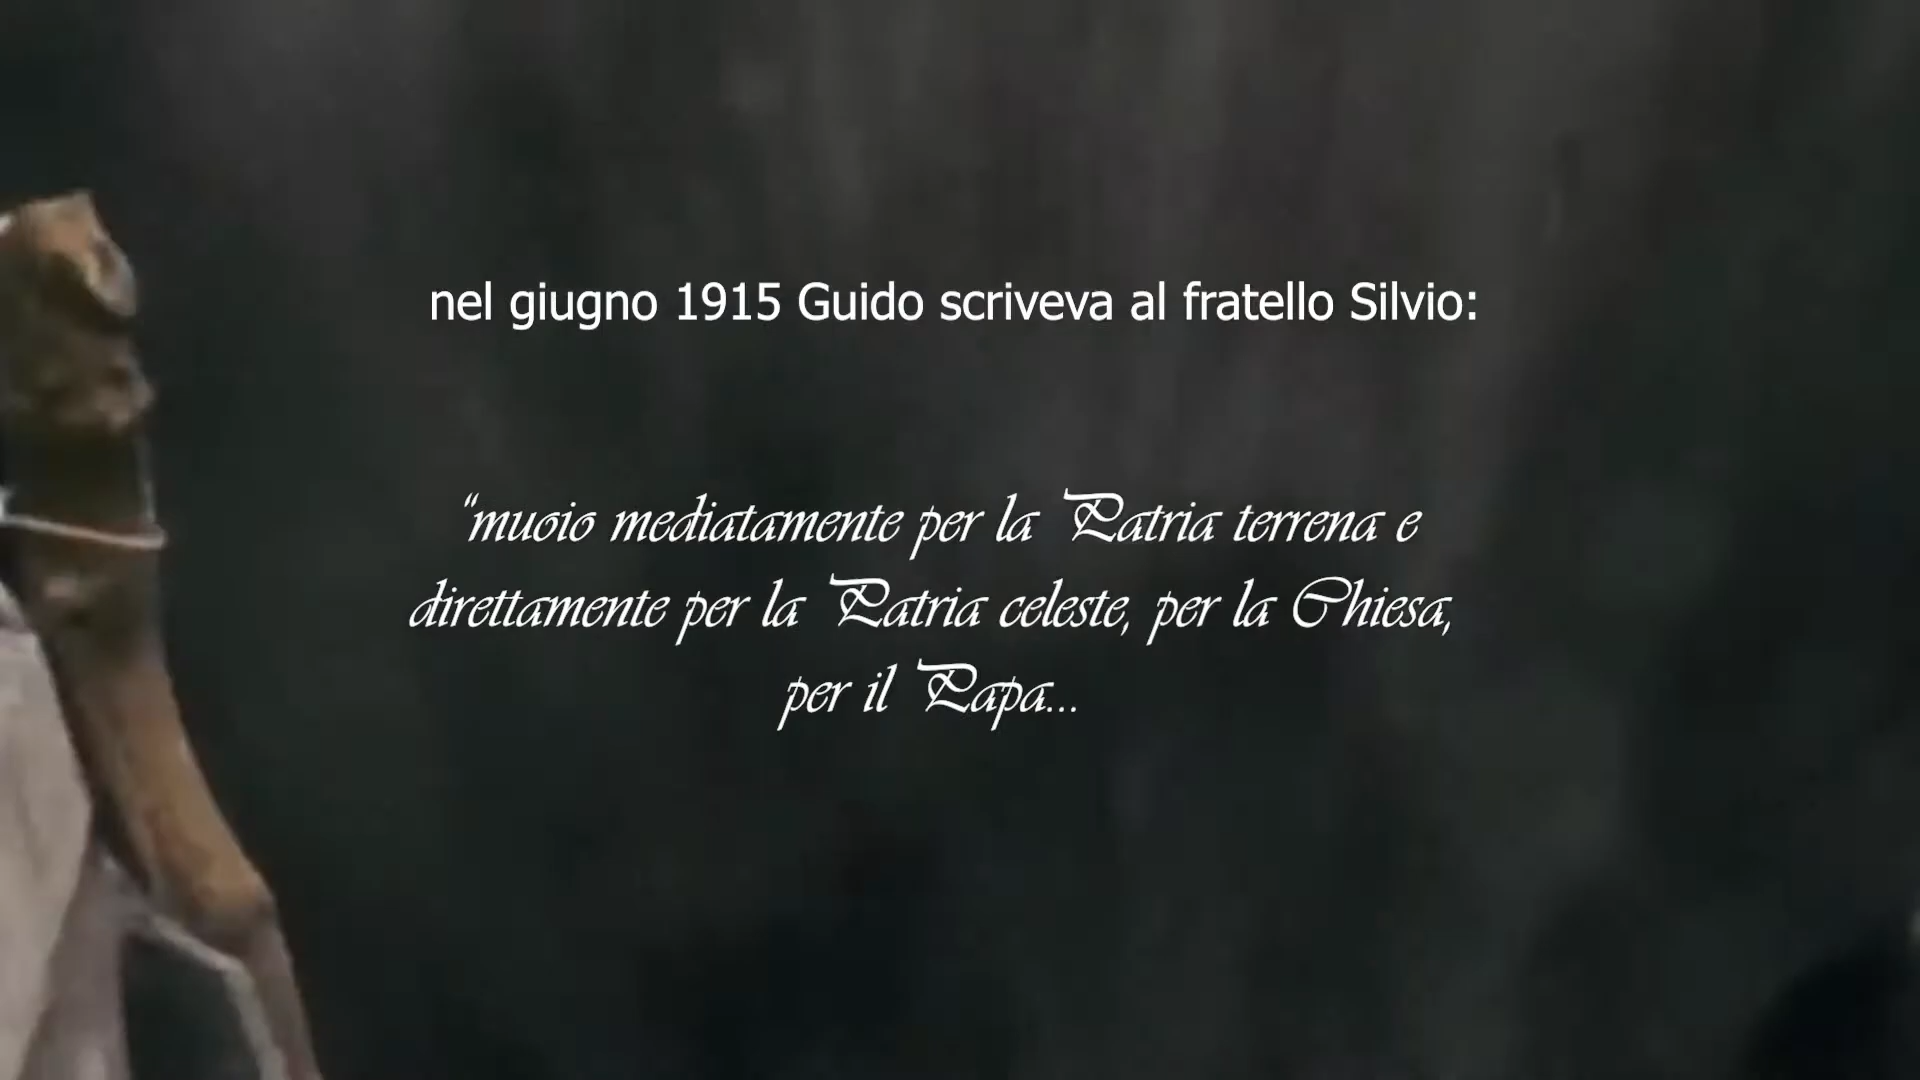 nel giugno 1915 Guido scriveva al fratello Silvio:
"muoio mediatamente per la Patria terrena e
direttamente per la Patria celeste, per la Chiesa,
per il Papa...